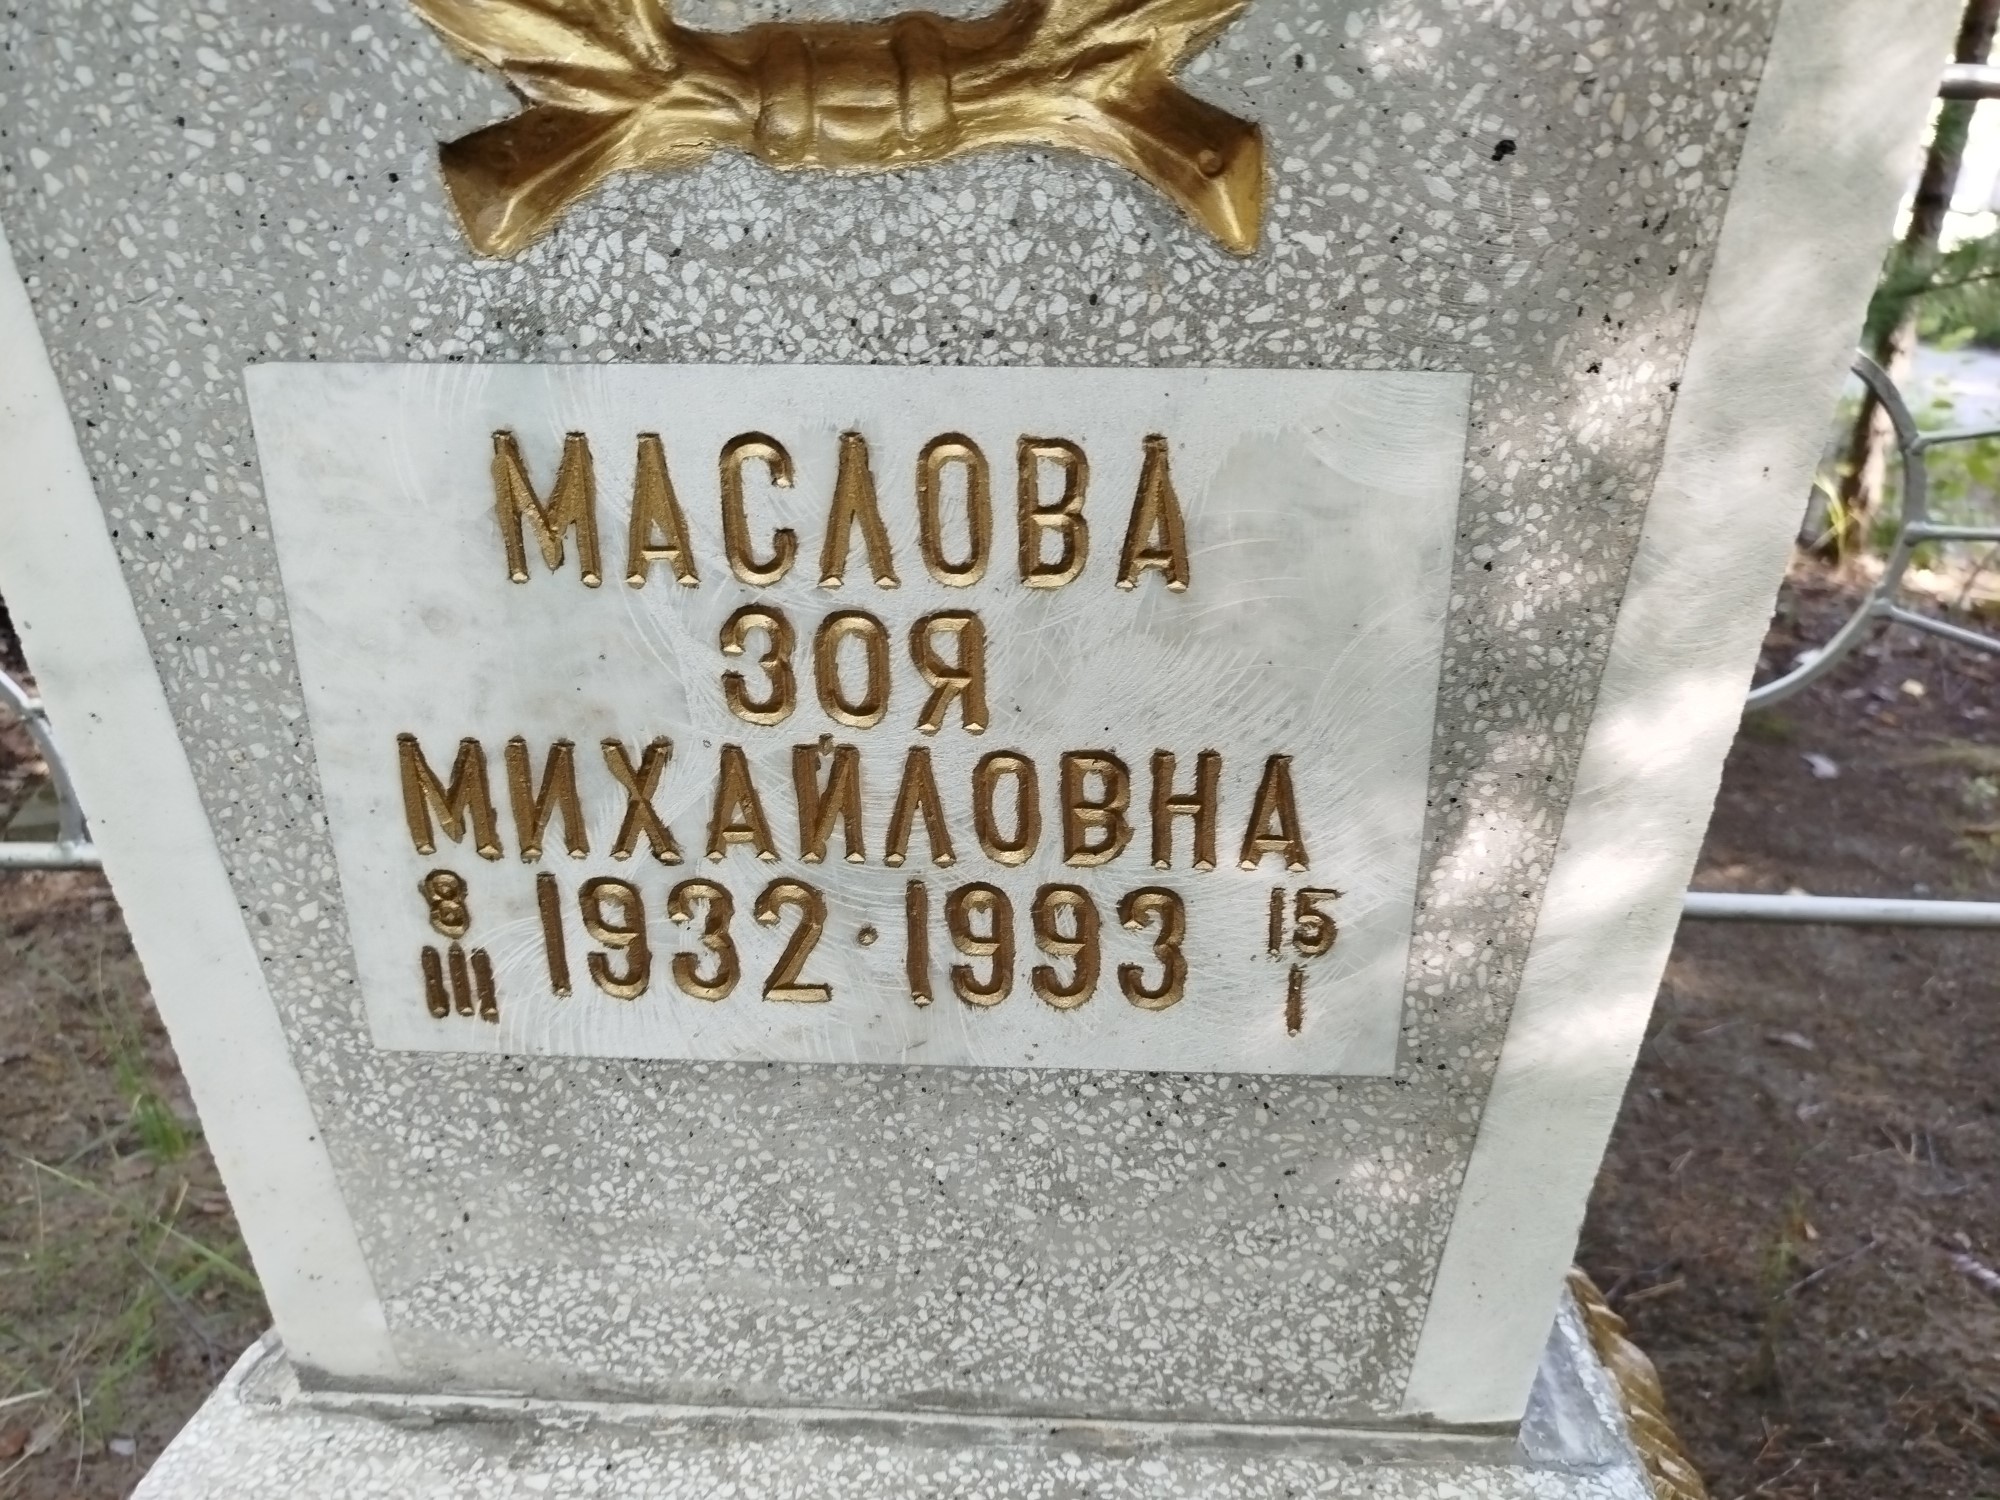 МАСЛОВА
ЗОЯ
МИХАЙЛОВНА
8 III 1932 · 1993 15 I